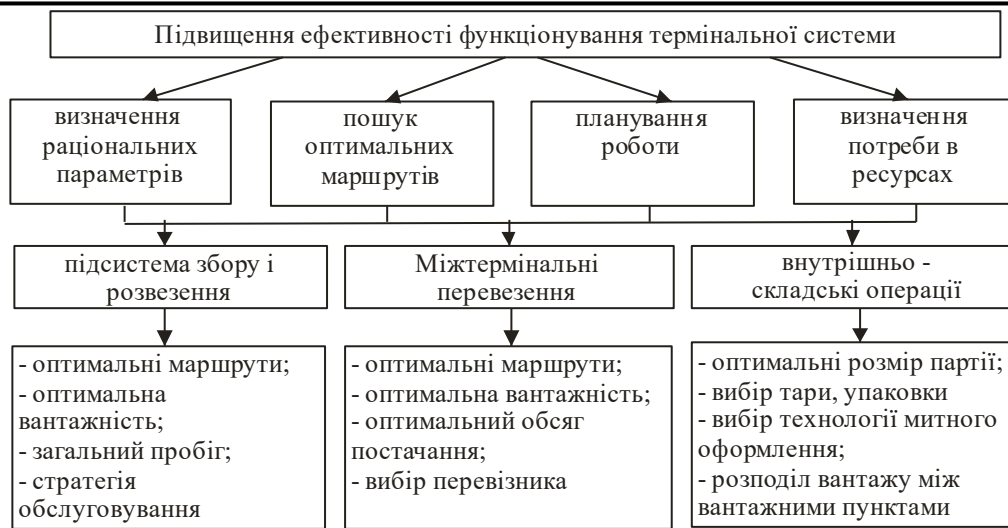 Підвищення ефективності функціонування термінальної системи
визначення
раціональних
параметрів
пошук
оптимальних
маршрутів
планування
роботи
визначення
потреби в
ресурсах
підсистема збору і
розвезення
Міжтермінальні
перевезення
внутрішньо -
складські операції
- оптимальні маршрути;
- оптимальна
вантажність;
- загальний пробіг;
- стратегія
обслуговування
- оптимальні маршрути;
- оптимальна вантажність;
- оптимальний обсяг
постачання;
- вибір перевізника
- оптимальні розмір партії;
- вибір тари, упаковки
- вибір технології митного
оформлення;
- розподіл вантажу між
вантажними пунктами